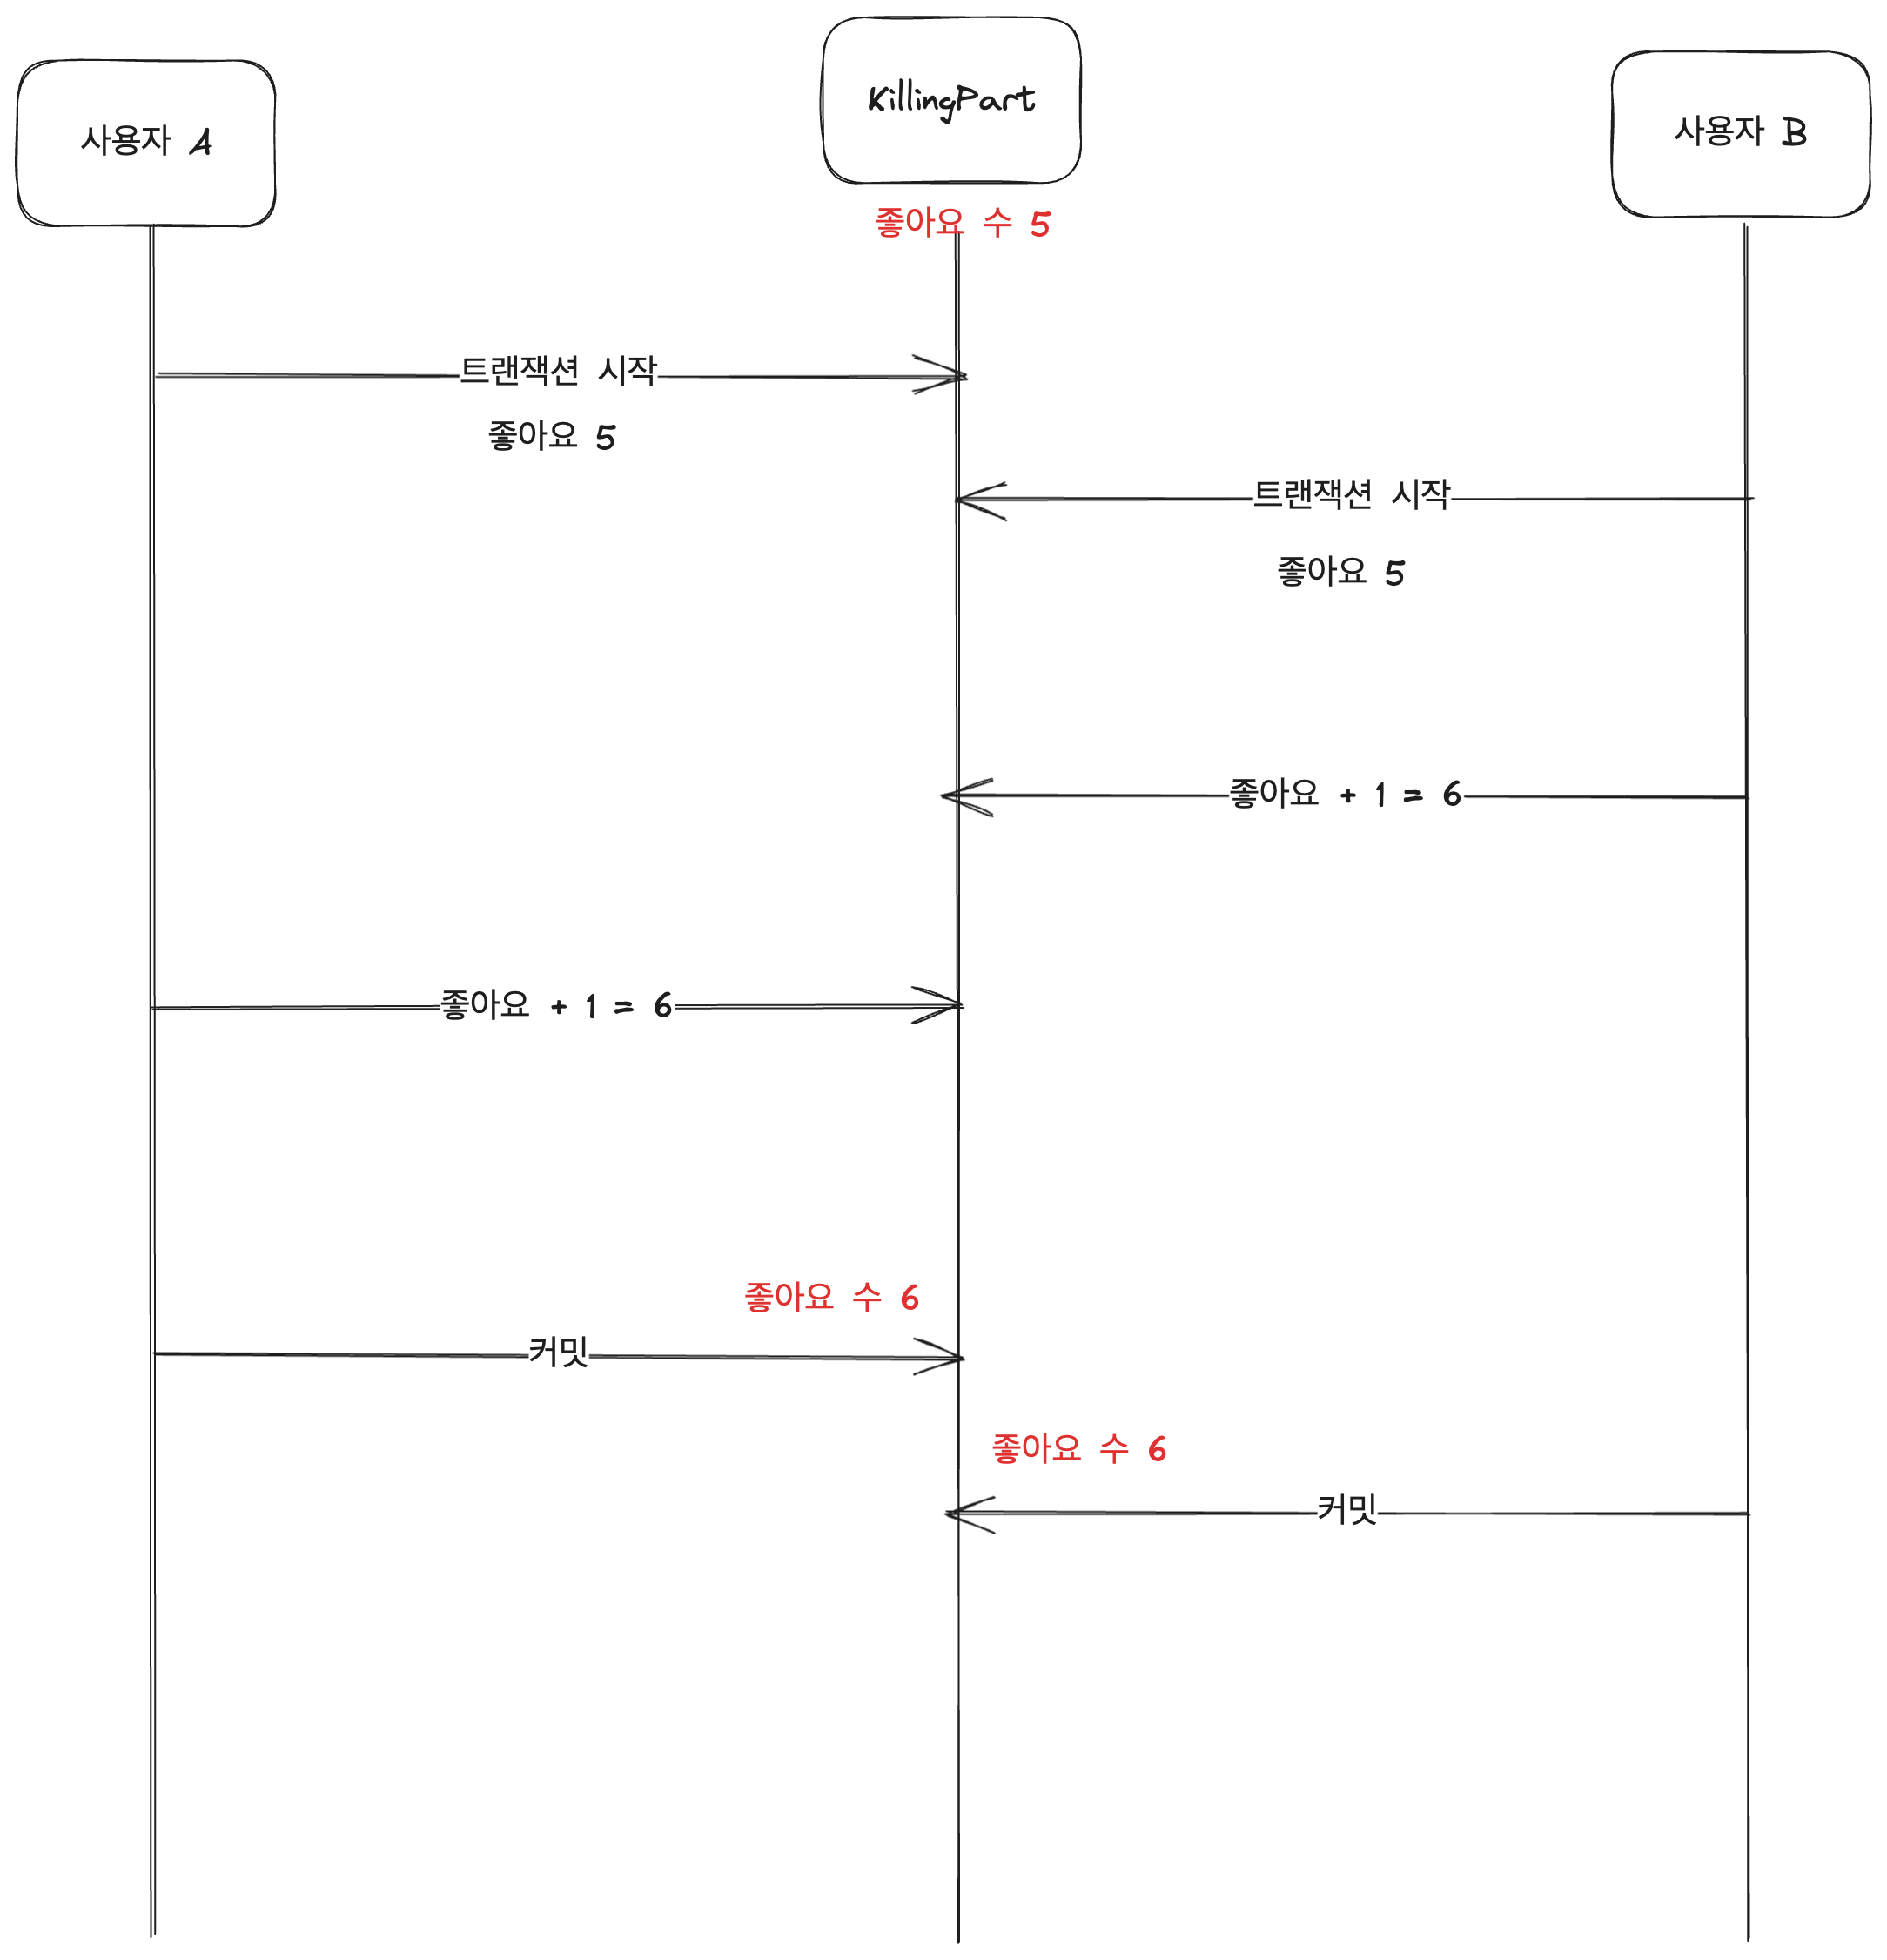 사용자 A
KillingPart
사용자 B
좋아요 수 5
트랜잭션 시작
좋아요 5
트랜잭션 시작
좋아요 5
좋아요 + 1 = 6
좋아요 + 1 = 6
좋아요 수 6
커밋
좋아요 수 6
커밋